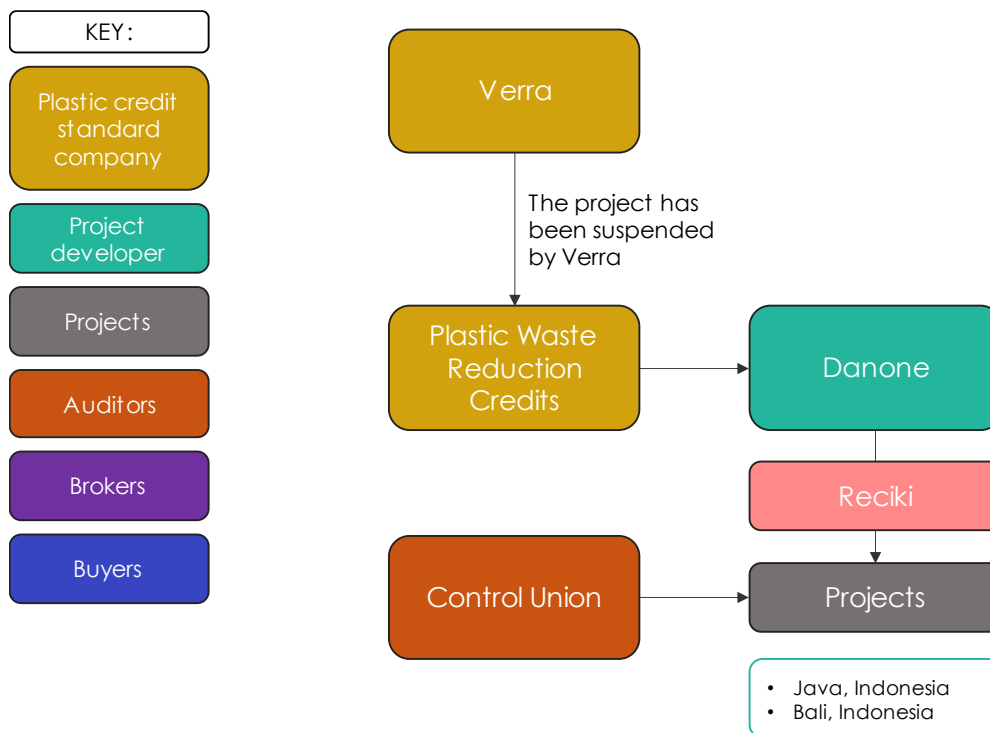 KEY:
Plastic credit
standard
company
Project
developer
Projects
Auditors
Brokers
Buyers
Verra
The project has
been suspended
by Verra
Plastic Waste
Reduction
Credits
Danone
Reciki
Control Union
Projects
• Java, Indonesia
• Bali, Indonesia